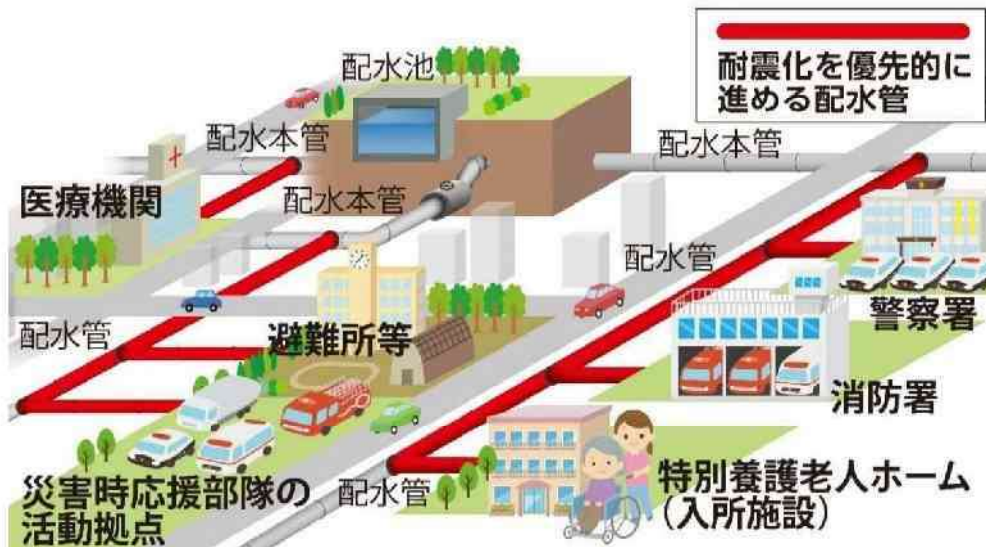 耐震化を優先的に
進める配水管
配水池
配水本管
配水本管
配水本管
医療機関
配水管
警察署
配水管
避難所等
消防署
災害時応援部隊の
活動拠点
配水管
特別養護老人ホーム
(入所施設)